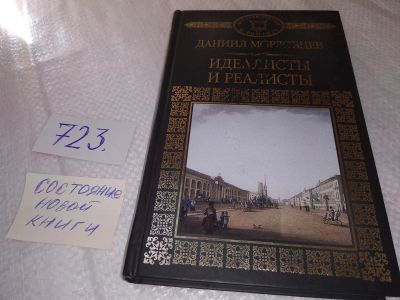 ДАНИИЛ МОРДОВЦЕВ
ИДЕАЛИСТЫ
И РЕАЛИСТЫ
723.
СОСТОЯНИЕ
НОВОЙ
КНИГИ